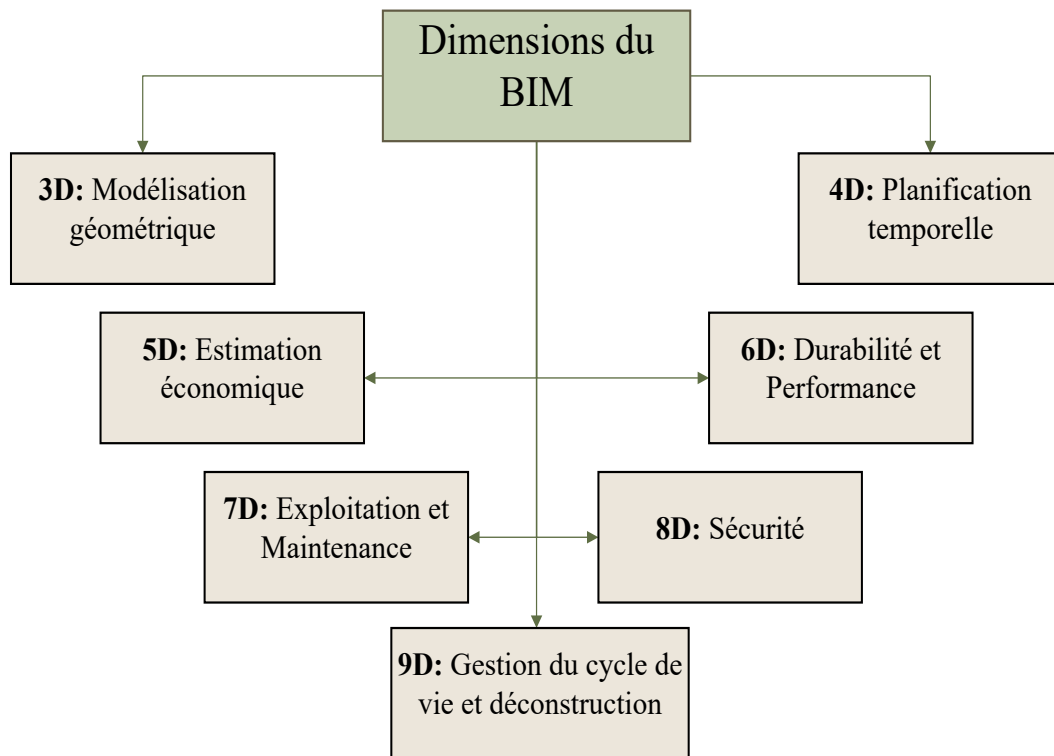 Dimensions du
BIM
3D: Modélisation
géométrique
4D: Planification
temporelle
5D: Estimation
économique
6D: Durabilité et
Performance
7D: Exploitation et
Maintenance
8D: Sécurité
9D: Gestion du cycle de
vie et déconstruction